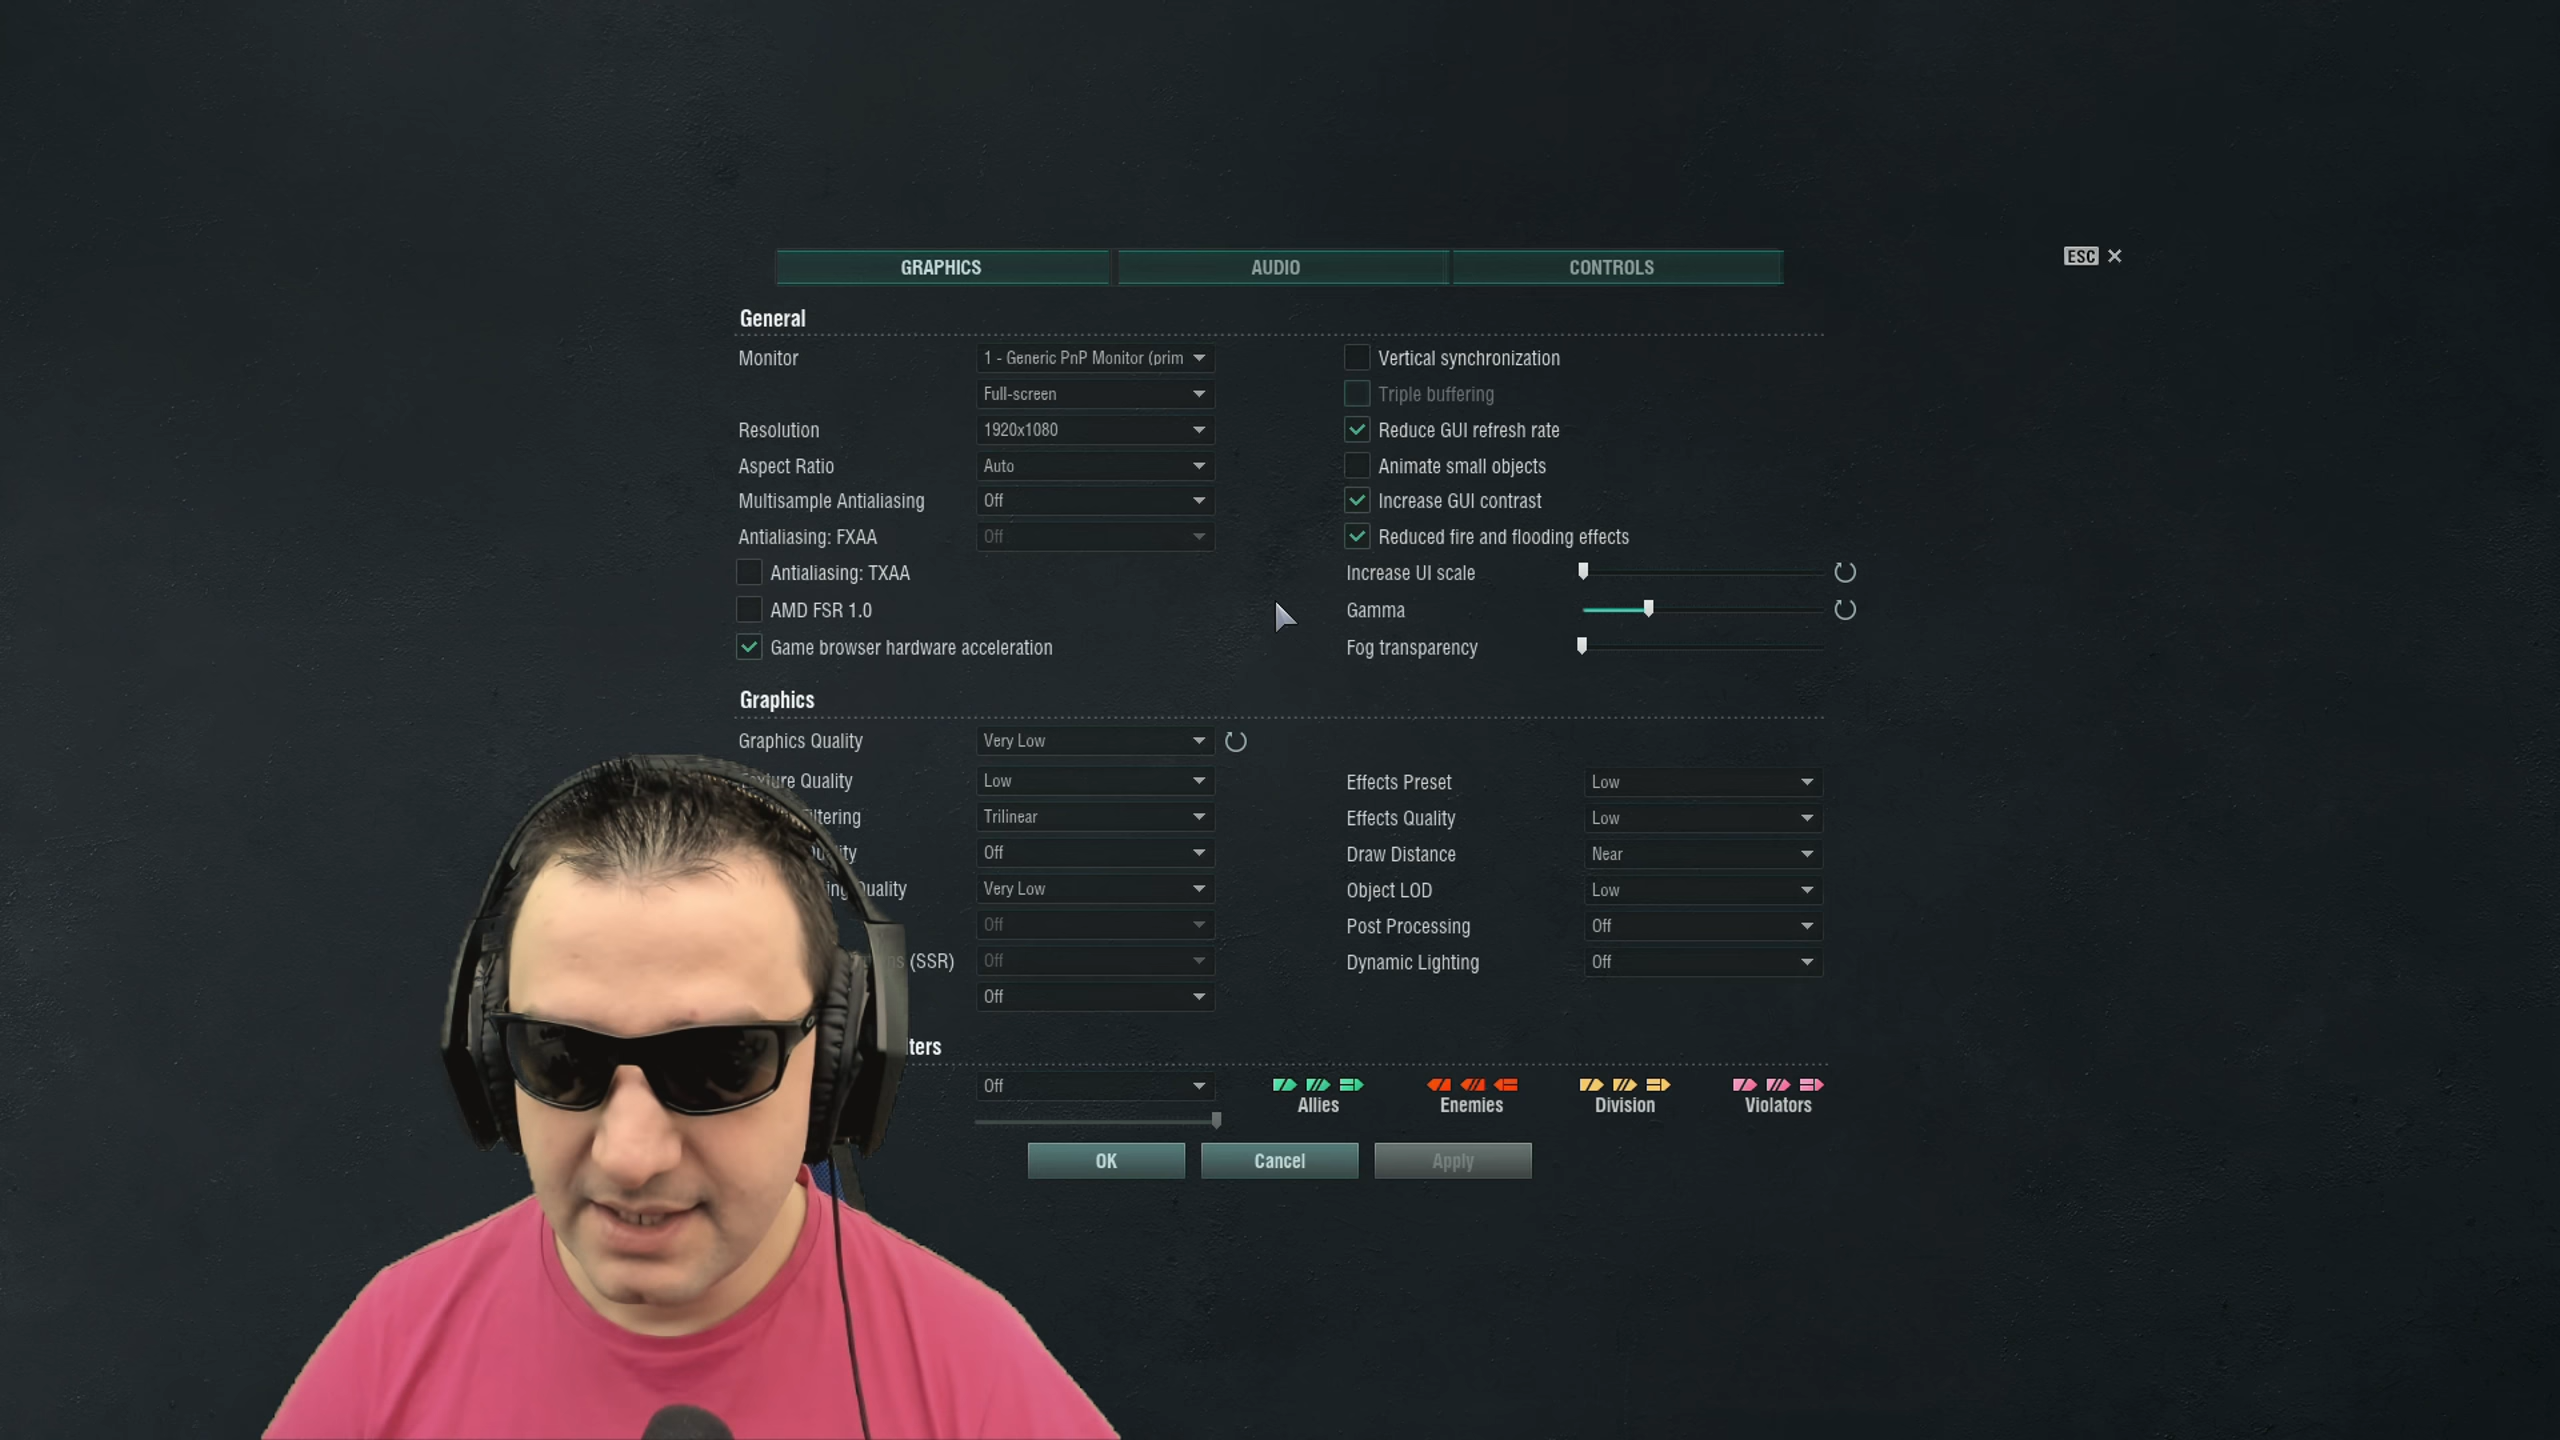 GRAPHICS AUDIO CONTROLS ESC
General
Monitor 1 - Generic PnP Monitor (prim Vertical synchronization
Full-screen Triple buffering
Resolution 1920x1080 Reduce GUI refresh rate
Aspect Ratio Auto Animate small objects
Multisample Antialiasing Off Increase GUI contrast
Antialiasing: FXAA Off Reduced fire and flooding effects
Antialiasing: TXAA Increase UI scale
AMD FSR 1.0 Gamma
Game browser hardware acceleration Fog transparency
Graphics
Graphics Quality Very Low
Quality Low Effects Preset Low
Trilinear Effects Quality Low
Off Draw Distance Near
Quality Very Low Object LOD Low
Off Post Processing Off
(SSR) Off Dynamic Lighting Off
Off
Off
Allies Enemies Division Violators
OK Cancel Apply